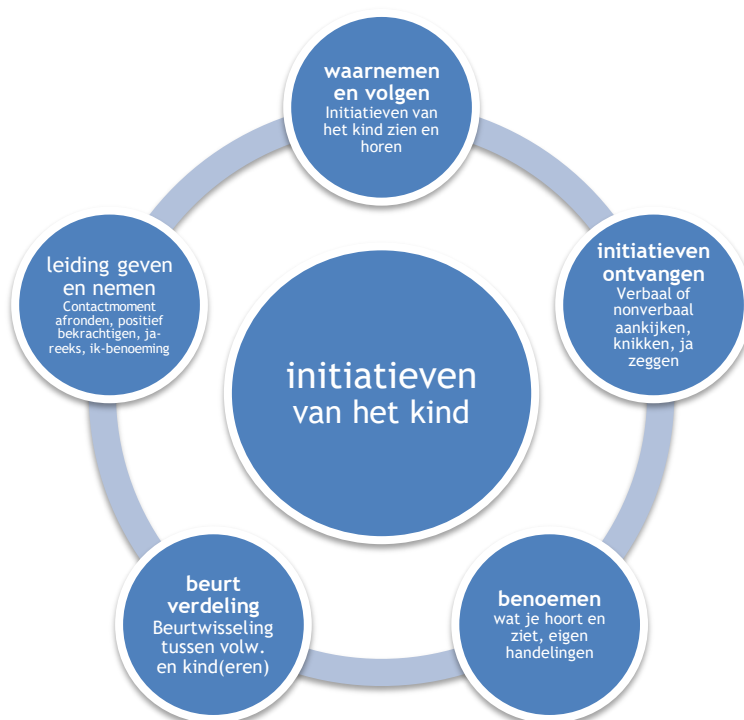 waarnemen
en volgen
Initiatieven van
het kind zien en
horen
initiatieven
ontvangen
Verbaal of
nonverbaal
aankijken,
knikken, ja
zeggen
benoemen
wat je hoort en
ziet, eigen
handelingen
beurt
verdeling
Beurtwisseling
tussen volw.
en kind(eren)
leiding geven
en nemen
Contactmoment
afronden, positief
bekrachtigen, ja-
reeks, ik-benoeming
initiatieven
van het kind